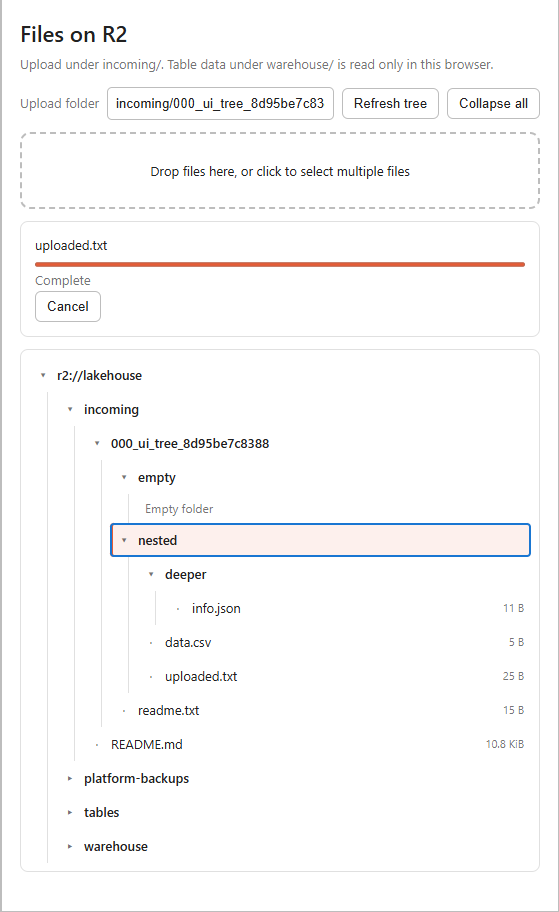 Files on R2
Upload under incoming/. Table data under warehouse/ is read only in this browser.
Upload folder incoming/000_ui_tree_8d95be7c83 Refresh tree Collapse all
Drop files here, or click to select multiple files
uploaded.txt
Complete
Cancel
r2://lakehouse
incoming
000_ui_tree_8d95be7c8388
empty
Empty folder
nested
deeper
info.json 11 B
data.csv 5 B
uploaded.txt 25 B
readme.txt 15 B
README.md 10.8 KiB
platform-backups
tables
warehouse